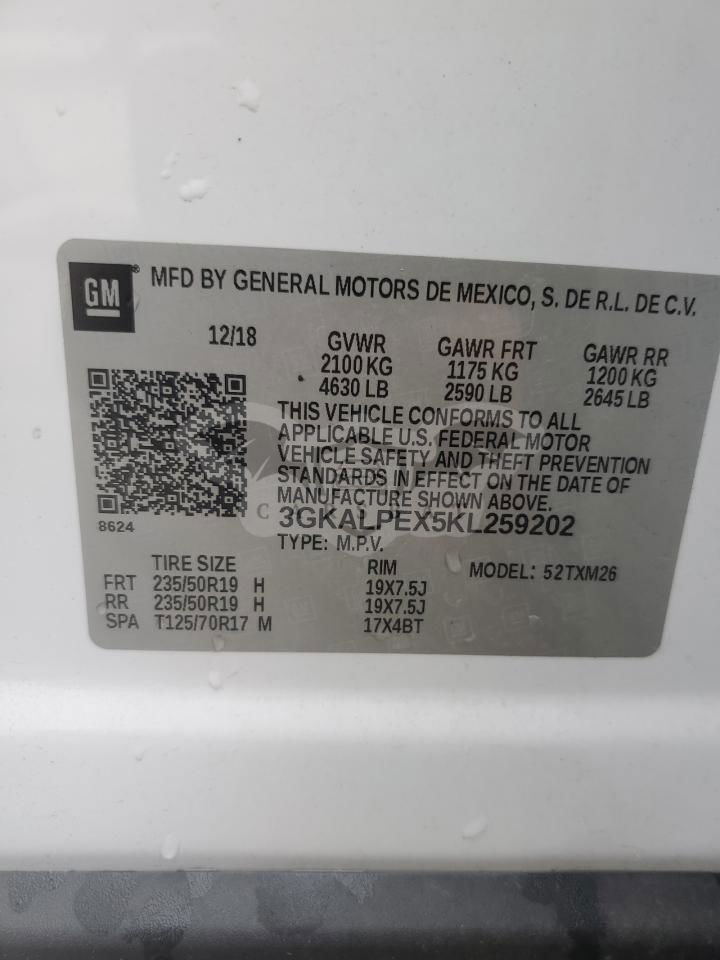 GM® MFD BY GENERAL MOTORS DE MEXICO, S. DE R.L. DE C.V.
12/18 GVWR GAWR FRT GAWR RR
2100 KG 1175 KG 1200 KG
4630 LB 2590 LB 2645 LB
THIS VEHICLE CONFORMS TO ALL
APPLICABLE U.S. FEDERAL MOTOR
VEHICLE SAFETY AND THEFT PREVENTION
STANDARDS IN EFFECT ON THE DATE OF
MANUFACTURE SHOWN ABOVE.
3GKALPEX5KL259202
8624 TYPE: M.P.V.
TIRE SIZE RIM MODEL: 52TXM26
FRT 235/50R19 H 19X7.5J
RR 235/50R19 H 19X7.5J
SPA T125/70R17 M 17X4BT